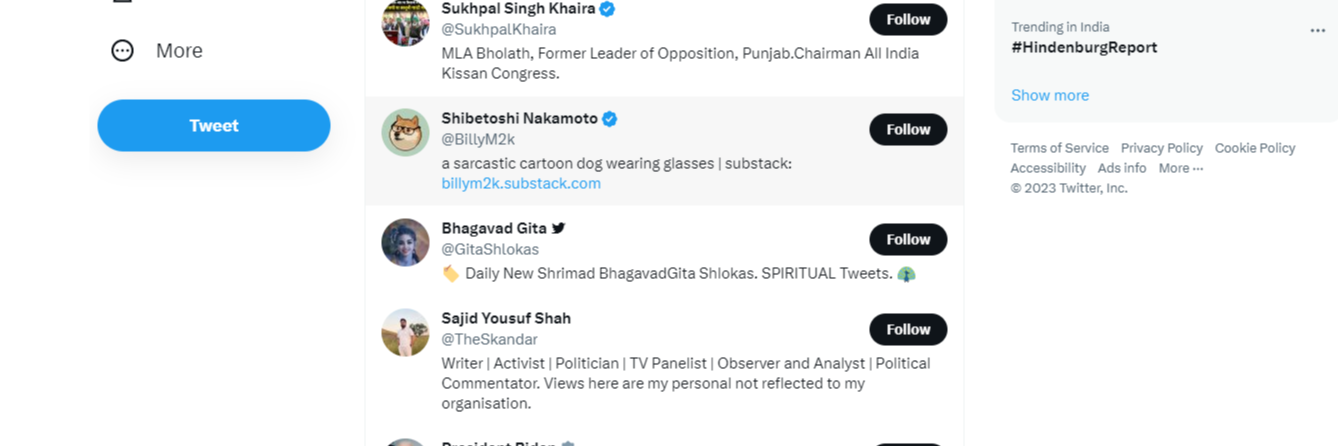 More
Tweet
Sukhpal Singh Khaira
Follow
@SukhpalKhaira
MLA Bholath, Former Leader of Opposition, Punjab.Chairman All India
Kissan Congress.
Shibetoshi Nakamoto
Follow
@BillyM2k
a sarcastic cartoon dog wearing glasses | substack:
billym2k.substack.com
Bhagavad Gita
Follow
@GitaShlokas
Daily New Shrimad BhagavadGita Shlokas. SPIRITUAL Tweets.
Sajid Yousuf Shah
Follow
@TheSkandar
Writer | Activist | Politician | TV Panelist | Observer and Analyst | Political
Commentator. Views here are my personal not reflected to my
organisation.
President Biden
Trending in India
#HindenburgReport
Show more
Terms of Service Privacy Policy Cookie Policy
Accessibility Ads info More ···
© 2023 Twitter, Inc.